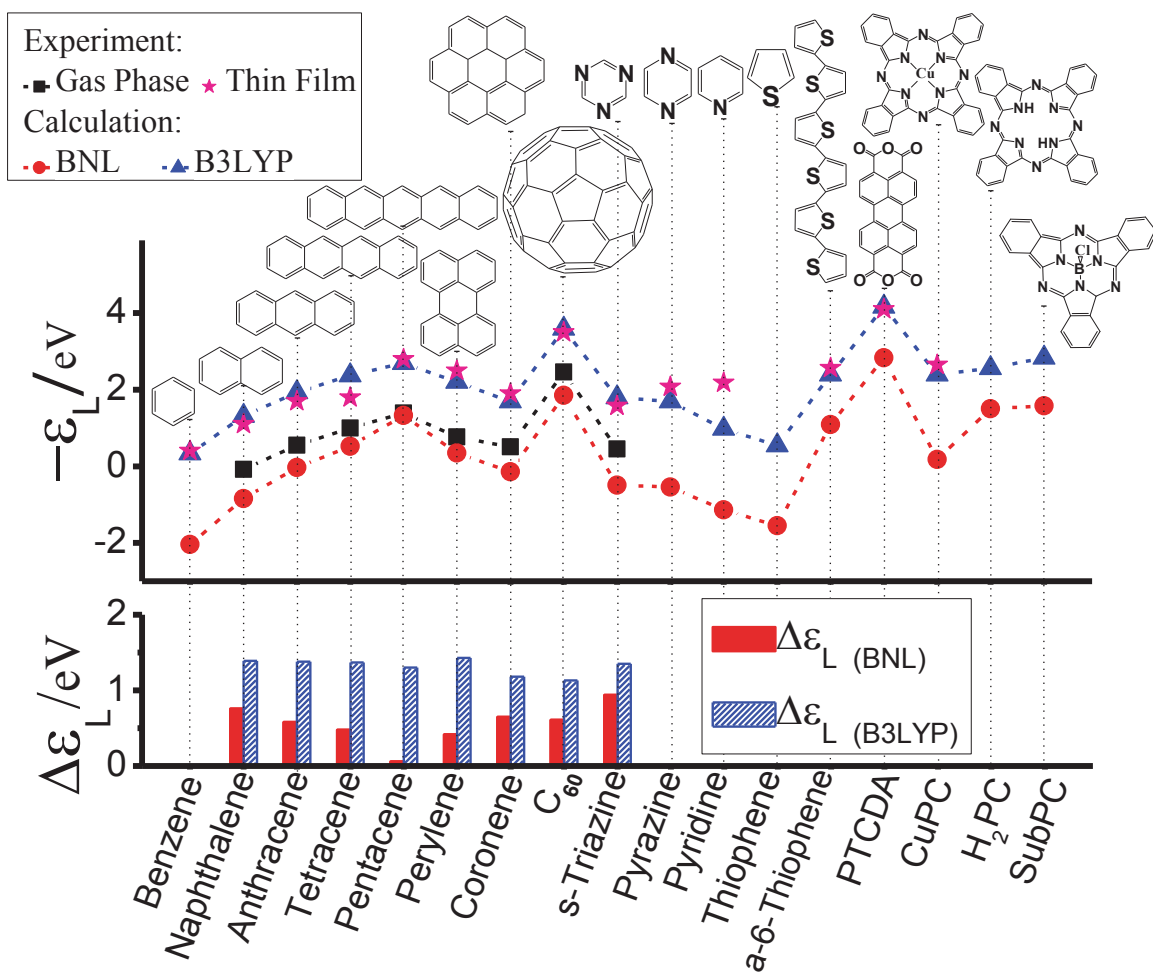 Experiment:
Gas Phase Thin Film
Calculation:
BNL B3LYP
N N N
N N
N
S
S
S
S
S
S
S
N N N
N Cu N
N N N
N N N
NH N
N N
N HN
N
O O O
O O O
N N
Cl
N B N
N N N
−ε_L/eV
4
2
0
-2
Δε_L/eV
2
1
0
Δε_L (BNL)
Δε_L (B3LYP)
Benzene
Naphthalene
Anthracene
Tetracene
Pentacene
Perylene
Coronene
C₆₀
s-Triazine
Pyrazine
Pyridine
Thiophene
a-6-Thiophene
PTCDA
CuPC
H₂PC
SubPC